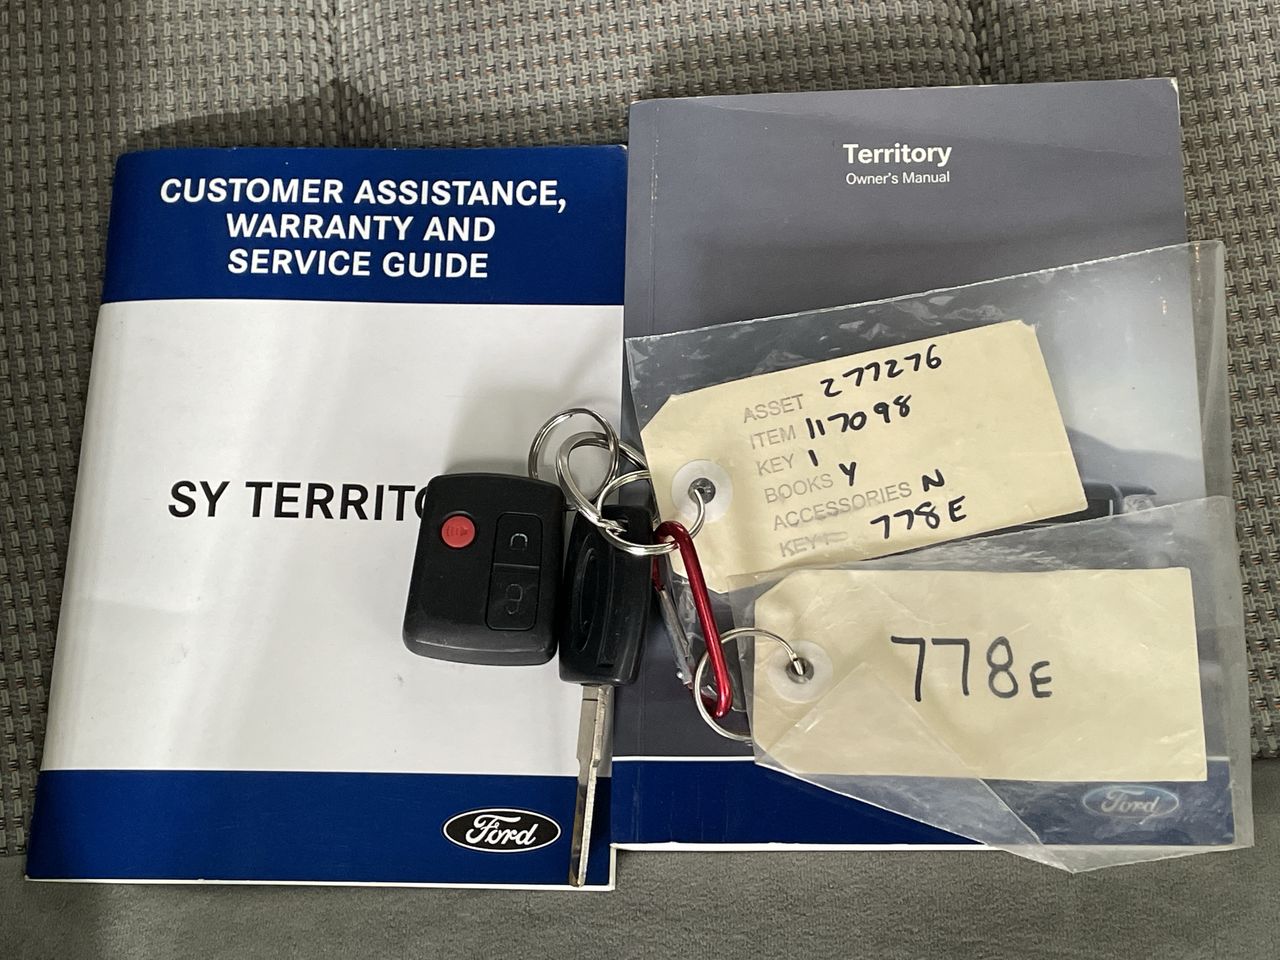 CUSTOMER ASSISTANCE,
WARRANTY AND
SERVICE GUIDE
SY TERRITO
Ford
Territory
Owner's Manual
ASSET 277276
ITEM 117098
KEY 1
BOOKS Y
ACCESSORIES N
KEY 778E
778E
Ford